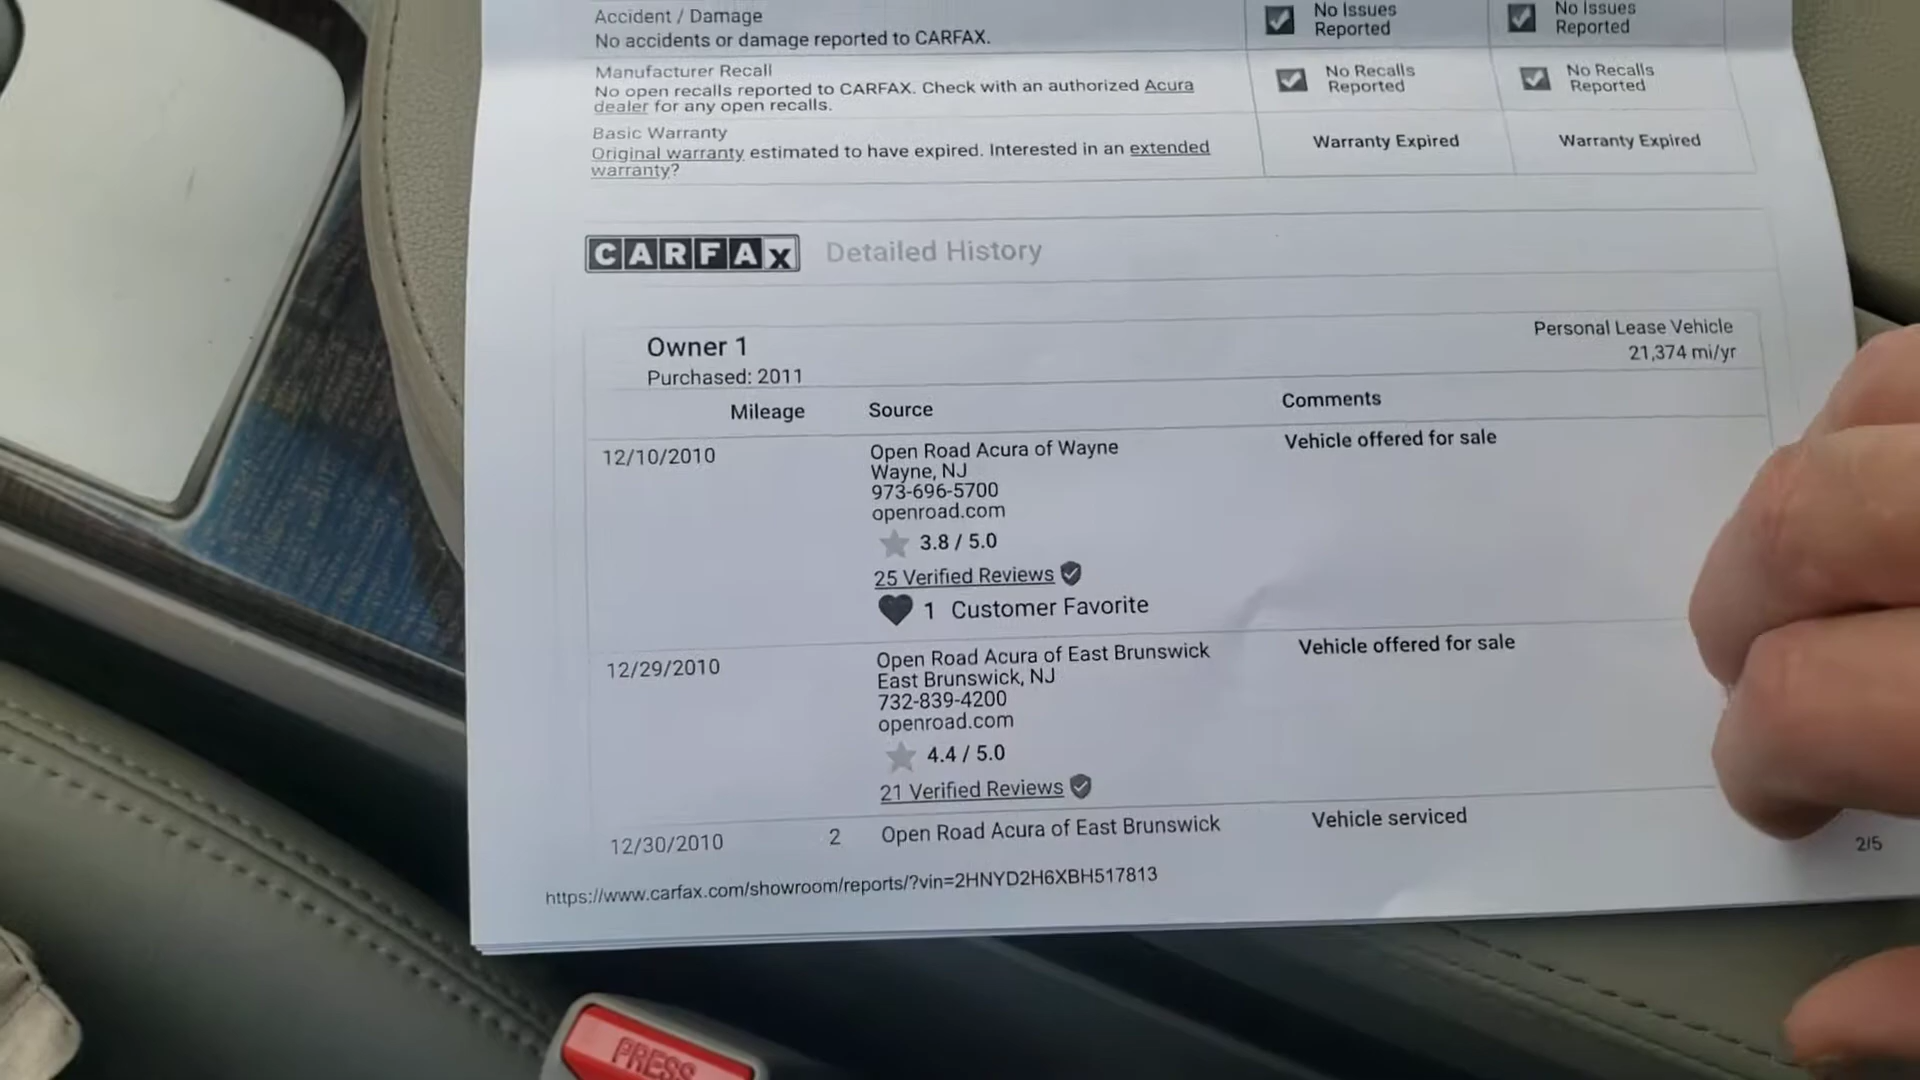 Accident / Damage
No accidents or damage reported to CARFAX.
No Issues
Reported
No Issues
Reported
Manufacturer Recall
No open recalls reported to CARFAX. Check with an authorized Acura
dealer for any open recalls.
No Recalls
Reported
No Recalls
Reported
Basic Warranty
Original warranty estimated to have expired. Interested in an extended
warranty?
Warranty Expired
Warranty Expired
CARFAX Detailed History
Owner 1
Purchased: 2011
Personal Lease Vehicle
21,374 mi/yr
Mileage Source Comments
12/10/2010 Open Road Acura of Wayne Vehicle offered for sale
Wayne, NJ
973-696-5700
openroad.com
3.8 / 5.0
25 Verified Reviews
1 Customer Favorite
12/29/2010 Open Road Acura of East Brunswick Vehicle offered for sale
East Brunswick, NJ
732-839-4200
openroad.com
4.4 / 5.0
21 Verified Reviews
12/30/2010 2 Open Road Acura of East Brunswick Vehicle serviced
https://www.carfax.com/showroom/reports/?vin=2HNYD2H6XBH517813
2/5
PRESS